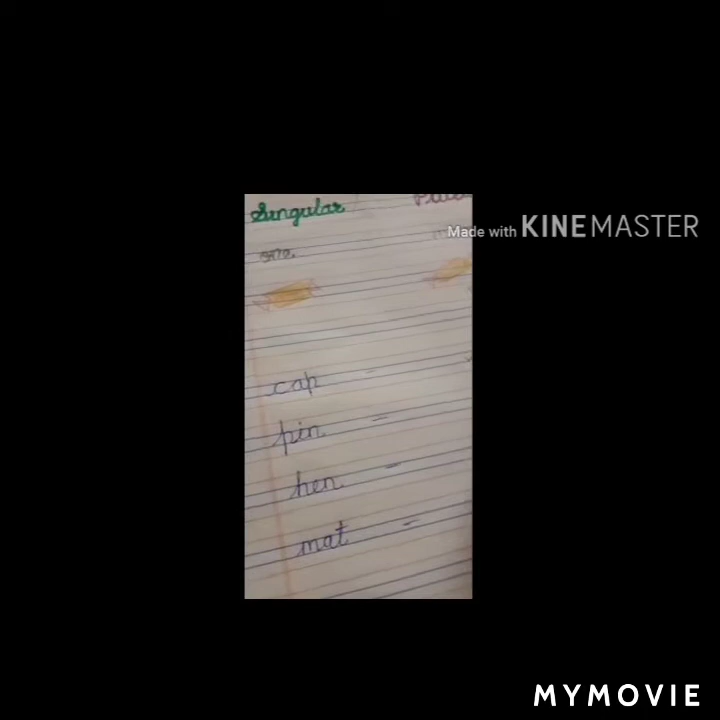 Singular
Made with KINEMASTER
one.
cap -
pin =
hen -
mat =
MYMOVIE